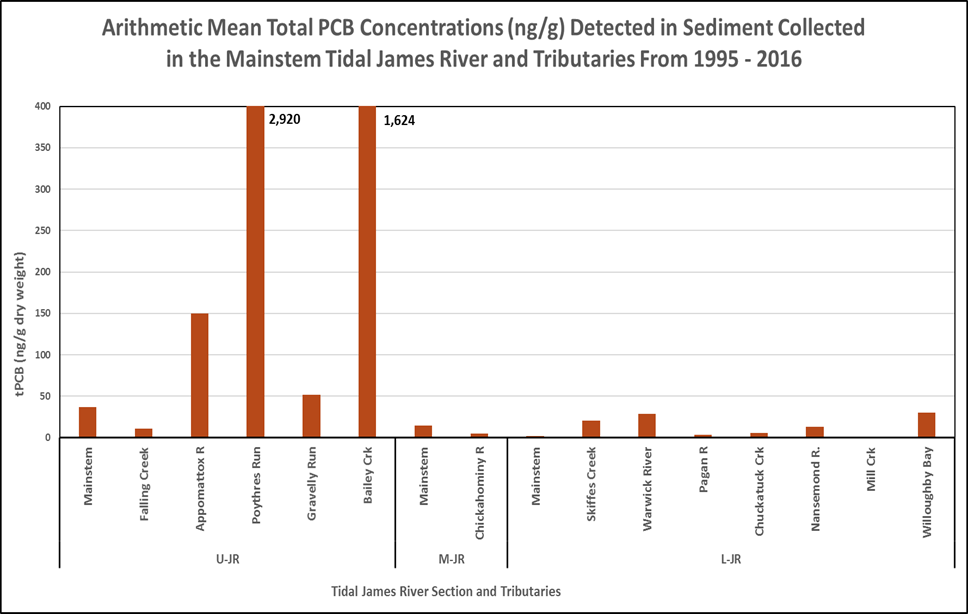 Arithmetic Mean Total PCB Concentrations (ng/g) Detected in Sediment Collected
in the Mainstem Tidal James River and Tributaries From 1995 - 2016
tPCB (ng/g dry weight)
400
350
300
250
200
150
100
50
0
2,920
1,624
Mainstem
Falling Creek
Appomattox R
Poythres Run
Gravelly Run
Bailey Crk
Mainstem
Chickahominy R
Mainstem
Skiffes Creek
Warwick River
Pagan R
Chuckatuck Crk
Nansemond R.
Mill Crk
Willoughby Bay
U-JR
M-JR
L-JR
Tidal James River Section and Tributaries